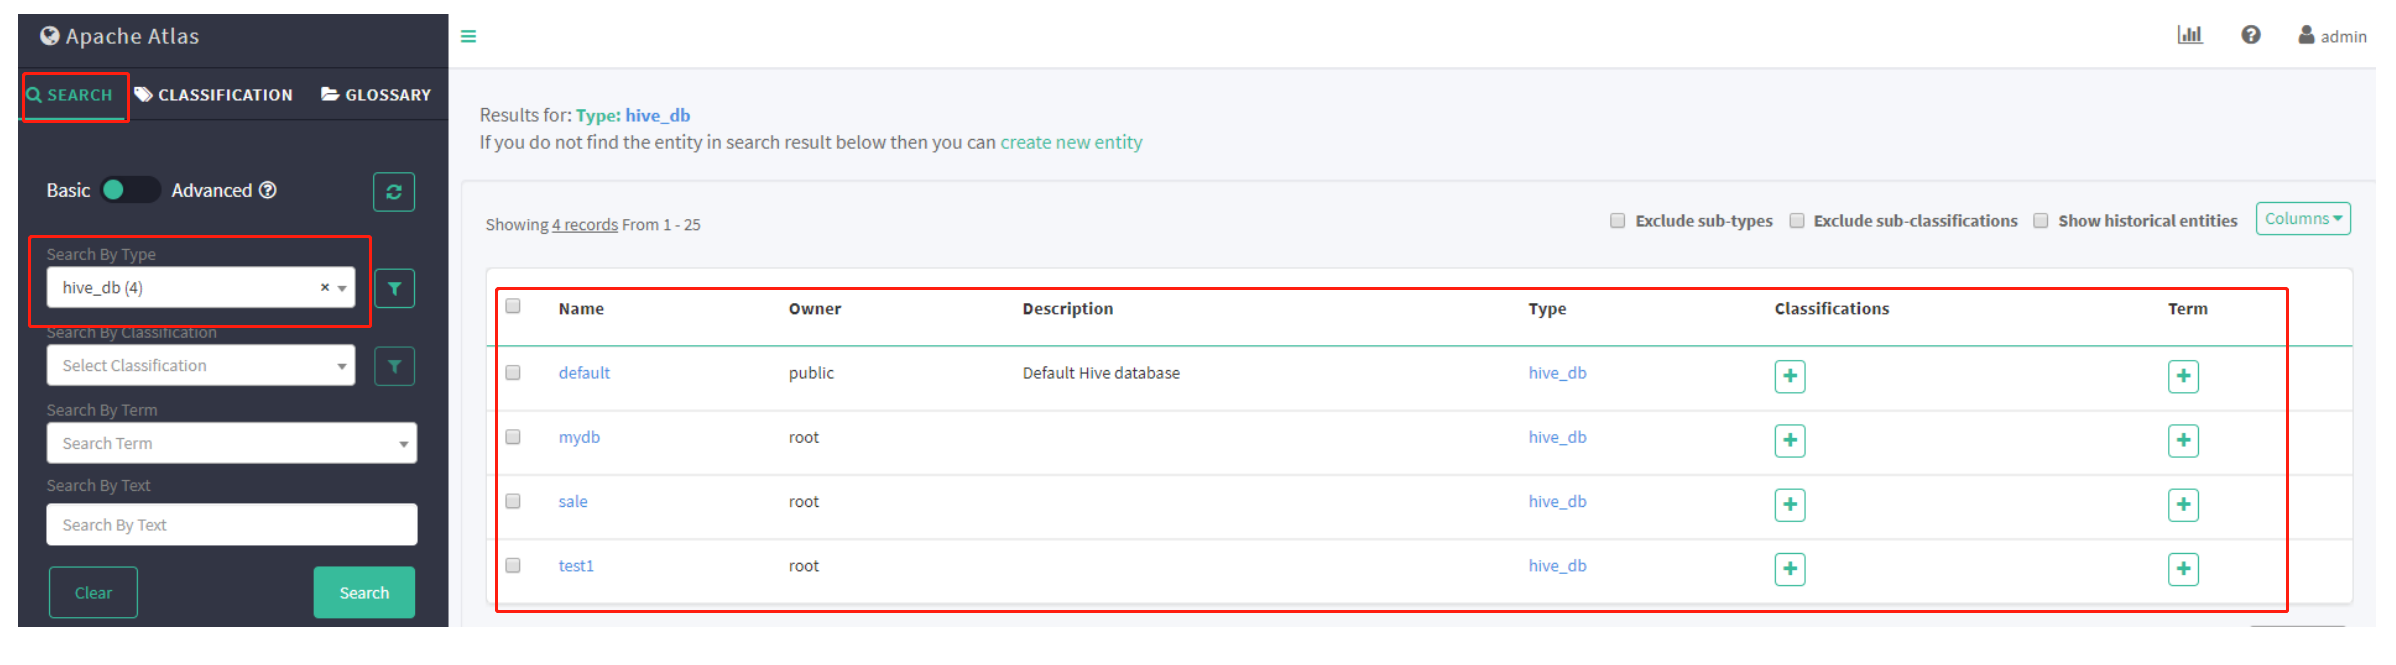 Apache Atlas
admin
SEARCH CLASSIFICATION GLOSSARY
Results for: Type: hive_db
If you do not find the entity in search result below then you can create new entity
Basic Advanced
Showing 4 records From 1 - 25
Exclude sub-types Exclude sub-classifications Show historical entities Columns
Search By Type
hive_db (4)
Search By Classification
Select Classification
Search By Term
Search Term
Search By Text
Search By Text
Clear Search
Name Owner Description Type Classifications Term
default public Default Hive database hive_db
mydb root hive_db
sale root hive_db
test1 root hive_db